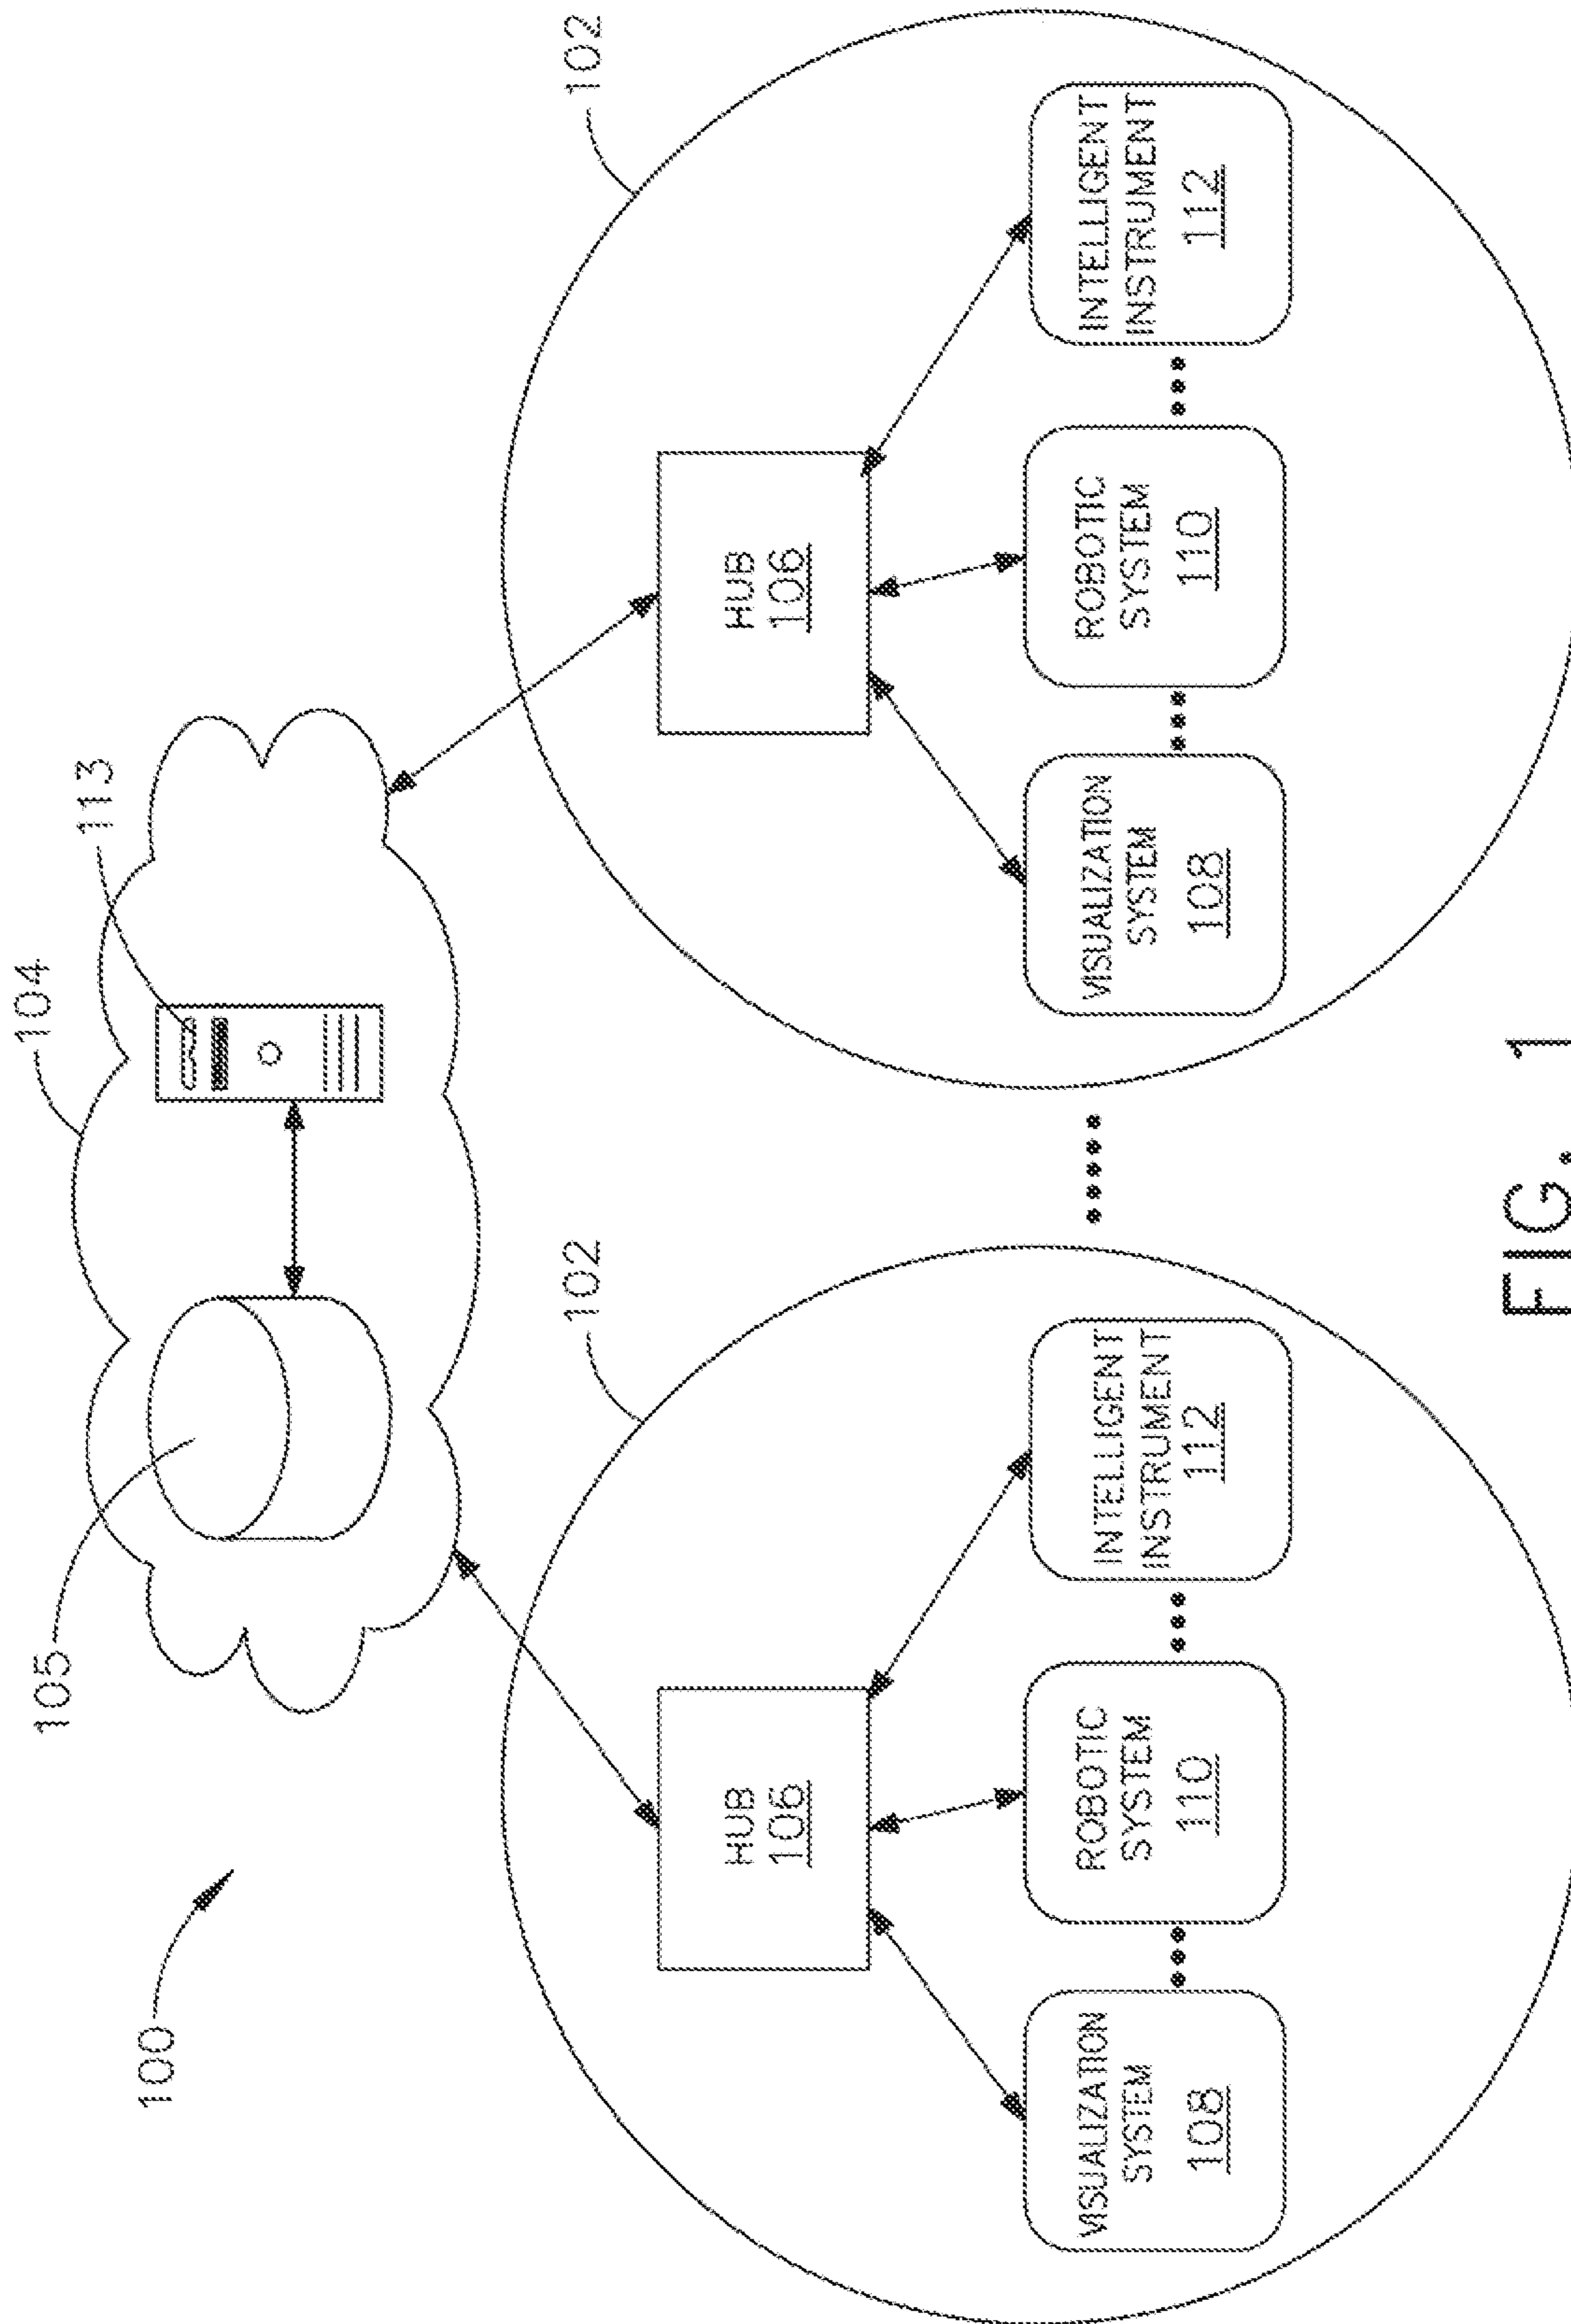 100
105
104
113
102
HUB
106
VISUALIZATION
SYSTEM
108
ROBOTIC
SYSTEM
110
INTELLIGENT
INSTRUMENT
112
102
HUB
106
VISUALIZATION
SYSTEM
108
ROBOTIC
SYSTEM
110
INTELLIGENT
INSTRUMENT
112
FIG. 1